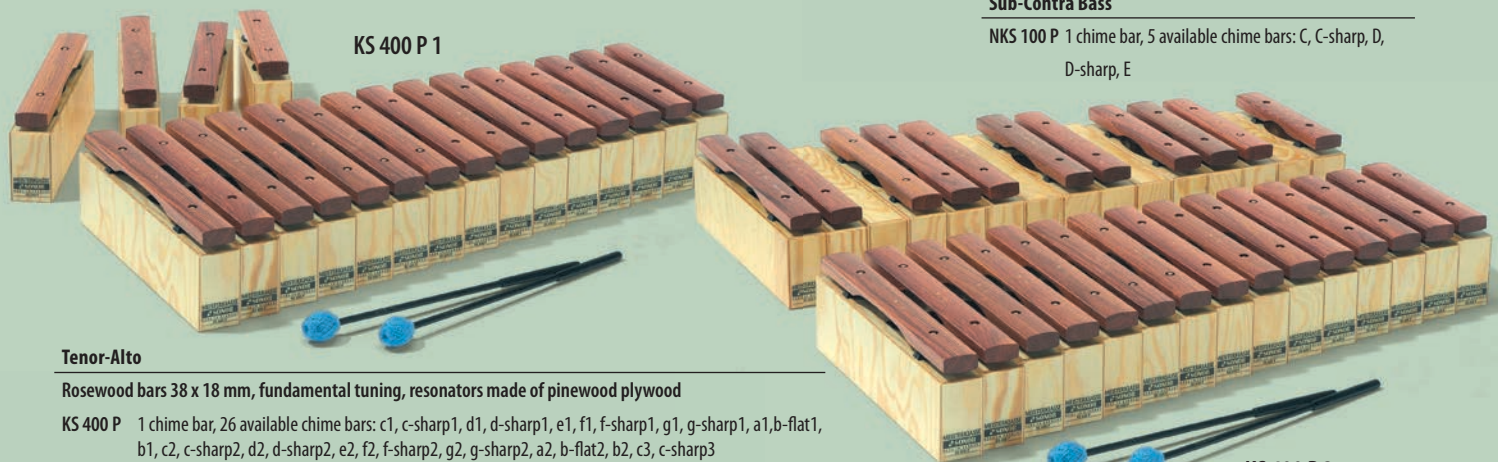 Sub-Contra Bass
NKS 100 P 1 chime bar, 5 available chime bars: C, C-sharp, D,
D-sharp, E
KS 400 P 1
Tenor-Alto
Rosewood bars 38 x 18 mm, fundamental tuning, resonators made of pinewood plywood
KS 400 P 1 chime bar, 26 available chime bars: c1, c-sharp1, d1, d-sharp1, e1, f1, f-sharp1, g1, g-sharp1, a1,b-flat1,
b1, c2, c-sharp2, d2, d-sharp2, e2, f2, f-sharp2, g2, g-sharp2, a2, b-flat2, b2, c3, c-sharp3